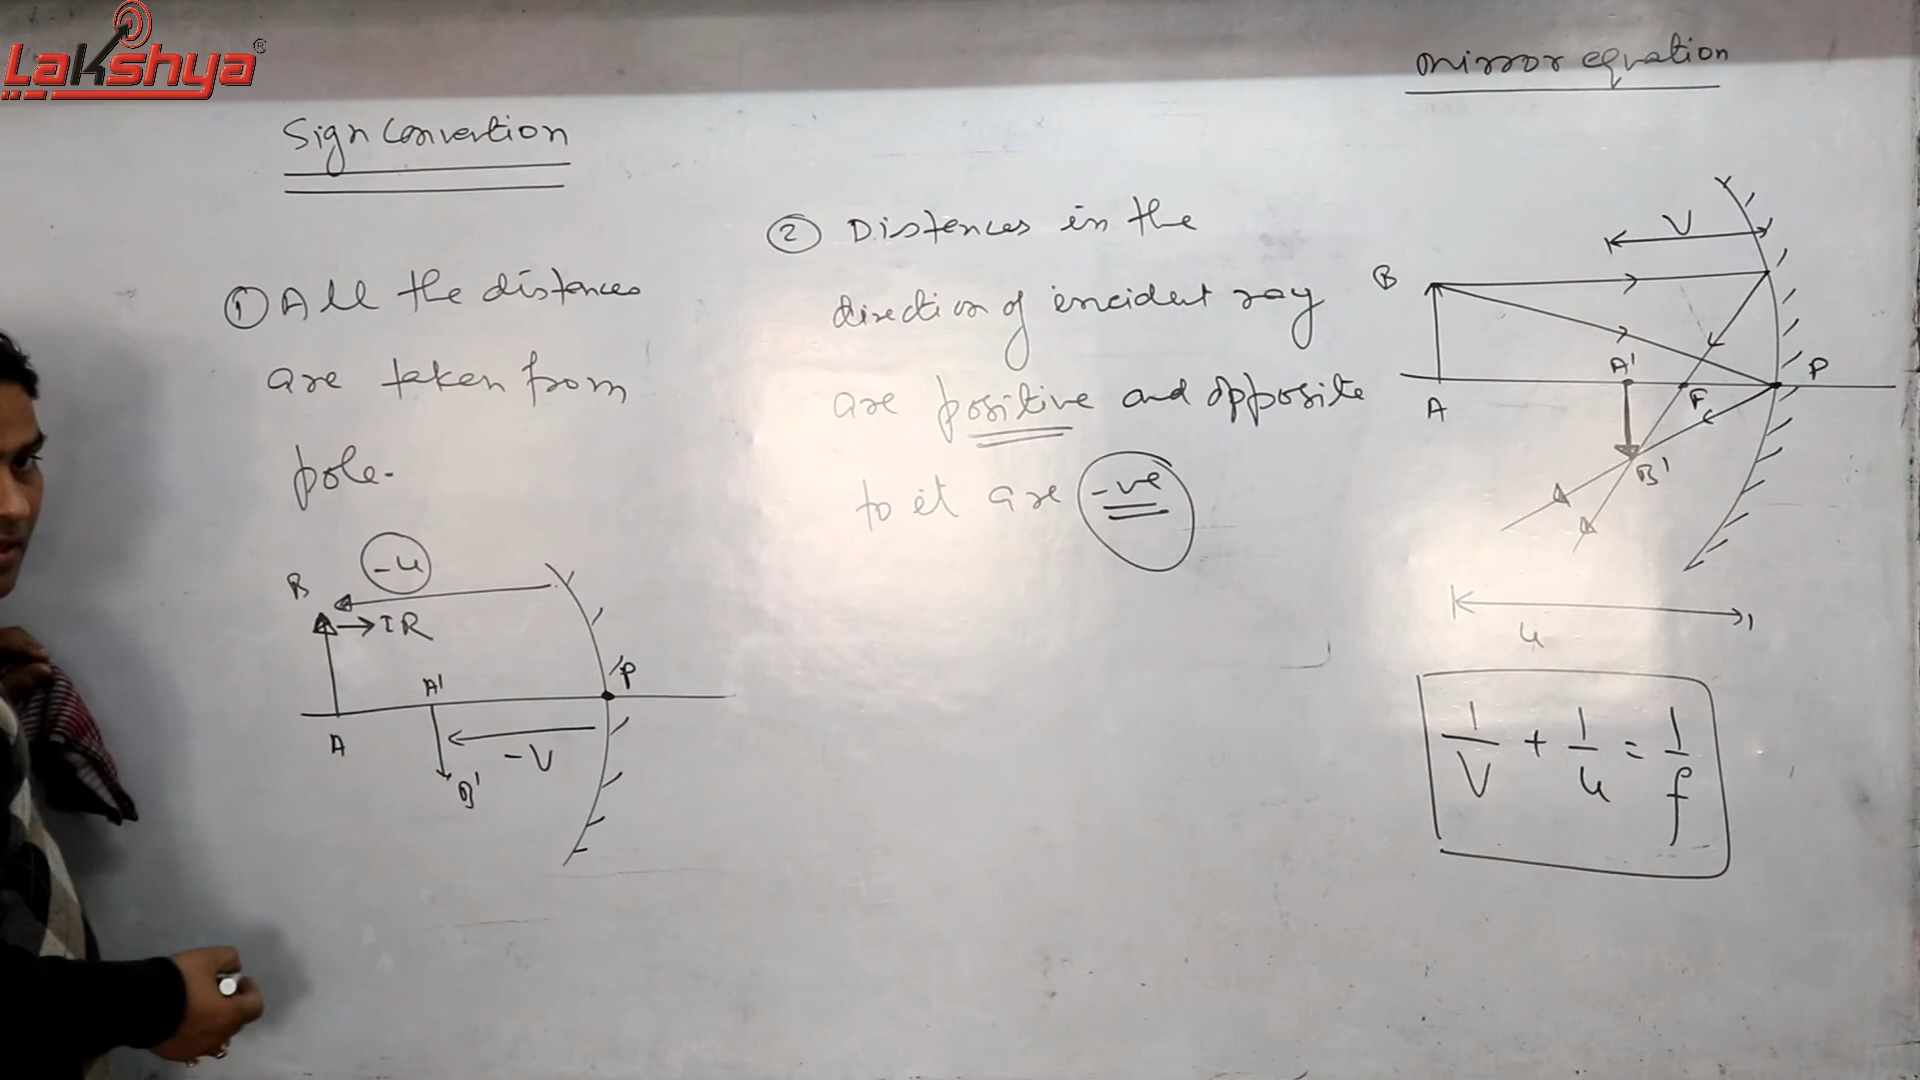 Lakshya®
mirror equation
Sign Convention
① All the distances
are taken from
pole.
② Distences in the
direction of incident ray
are positive and opposite
to it are -ve
-u
B
IR
A'
P
A
-V
B'
V
B
A'
P
A
F
B'
u
1/V + 1/u = 1/f